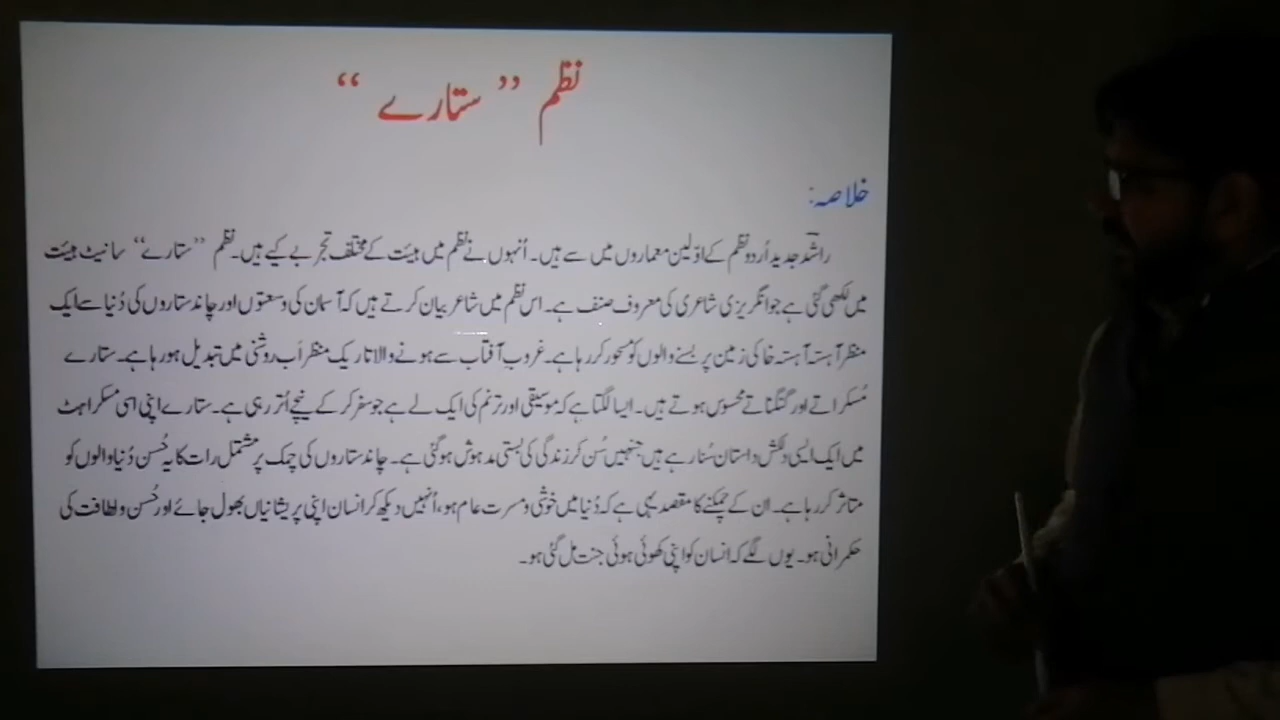 نظم ”ستارے“
خلاصہ:
راشدؔ جدید اُردو نظم کے اوّلین معماروں میں سے ہیں۔ اُنہوں نے نظم میں ہیئت کے مختلف تجربے کیے ہیں۔ نظم ”ستارے“ سانیٹ ہیئت
میں لکھی گئی ہے جو انگریزی شاعری کی معروف صنف ہے۔ اس نظم میں شاعر بیان کرتے ہیں کہ آسمان کی وسعتوں اور چاند ستاروں کی دُنیا سے ایک
منظر آہستہ آہستہ خاکی زمین پر بسنے والوں کو مسحور کر رہا ہے۔ غروبِ آفتاب سے ہونے والا تاریک منظر اَب روشنی میں تبدیل ہو رہا ہے۔ ستارے
مُسکراتے اور گنگناتے محسوس ہوتے ہیں۔ ایسا لگتا ہے کہ موسیقی اور ترنم کی ایک لے ہے جو سفر کر کے نیچے اُتر رہی ہے۔ ستارے اپنی اسی مسکراہٹ
میں ایک ایسی دلکش داستان سُنا رہے ہیں جنہیں سُن کر زندگی کی بستی مدہوش ہو گئی ہے۔ چاند ستاروں کی چمک پر مشتمل رات کا یہ حُسن دُنیا والوں کو
متاثر کر رہا ہے۔ ان کے چمکنے کا مقصد یہی ہے کہ دُنیا میں خوشی و مسرت عام ہو، اُنہیں دیکھ کر انسان اپنی پریشانیاں بھول جائے اور حُسن و لطافت کی
حکمرانی ہو۔ یوں لگے کہ انسان کو اپنی کھوئی ہوئی جنت مل گئی ہو۔